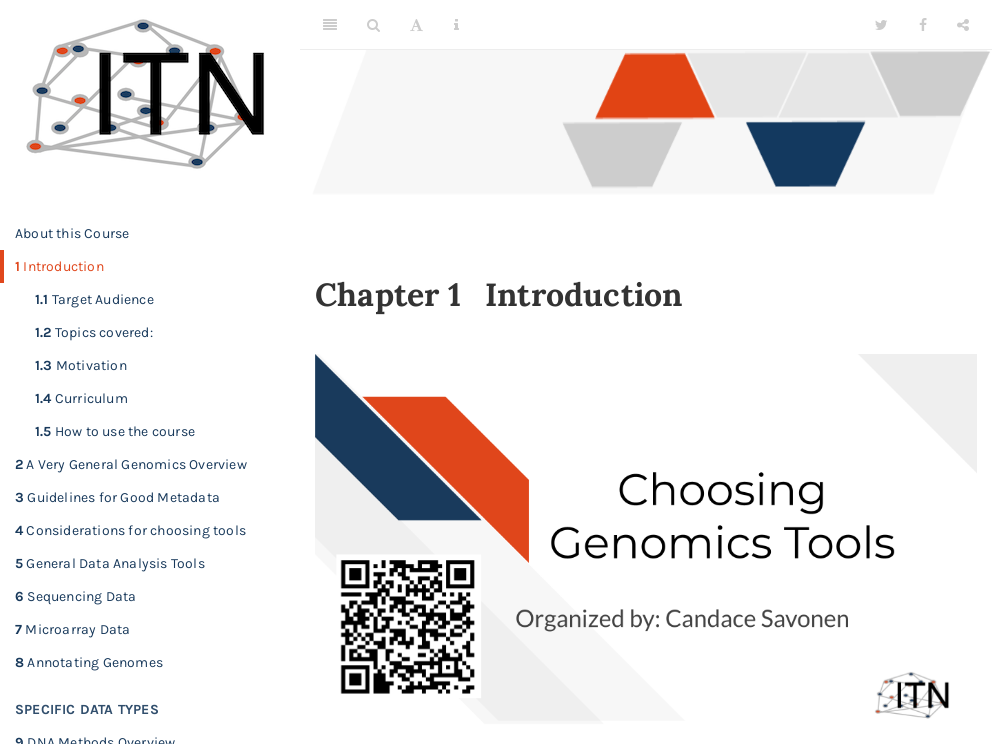 ITN
About this Course
1 Introduction
1.1 Target Audience
1.2 Topics covered:
1.3 Motivation
1.4 Curriculum
1.5 How to use the course
2 A Very General Genomics Overview
3 Guidelines for Good Metadata
4 Considerations for choosing tools
5 General Data Analysis Tools
6 Sequencing Data
7 Microarray Data
8 Annotating Genomes
SPECIFIC DATA TYPES
9 DNA Methods Overview
A
i
Chapter 1 Introduction
Choosing
Genomics Tools
Organized by: Candace Savonen
ITN